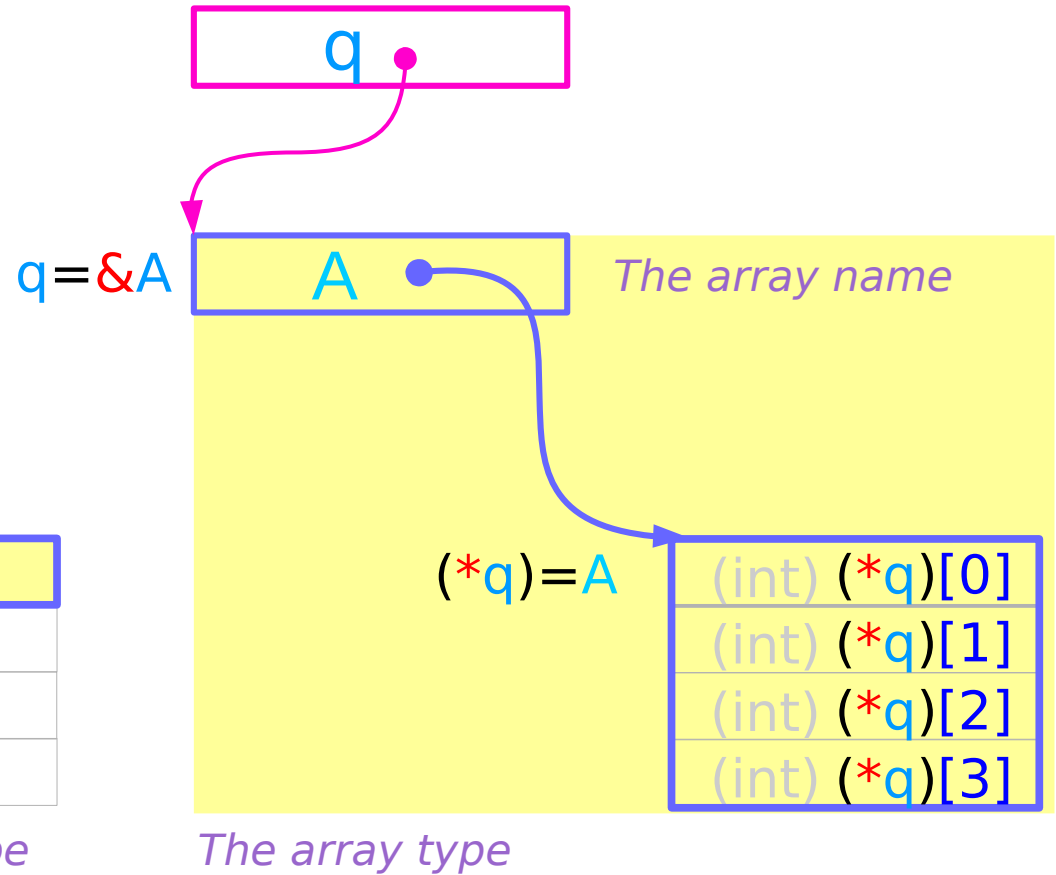 q
q=&A
A
The array name
(*q)=A
(int) (*q)[0]
(int) (*q)[1]
(int) (*q)[2]
(int) (*q)[3]
The array type